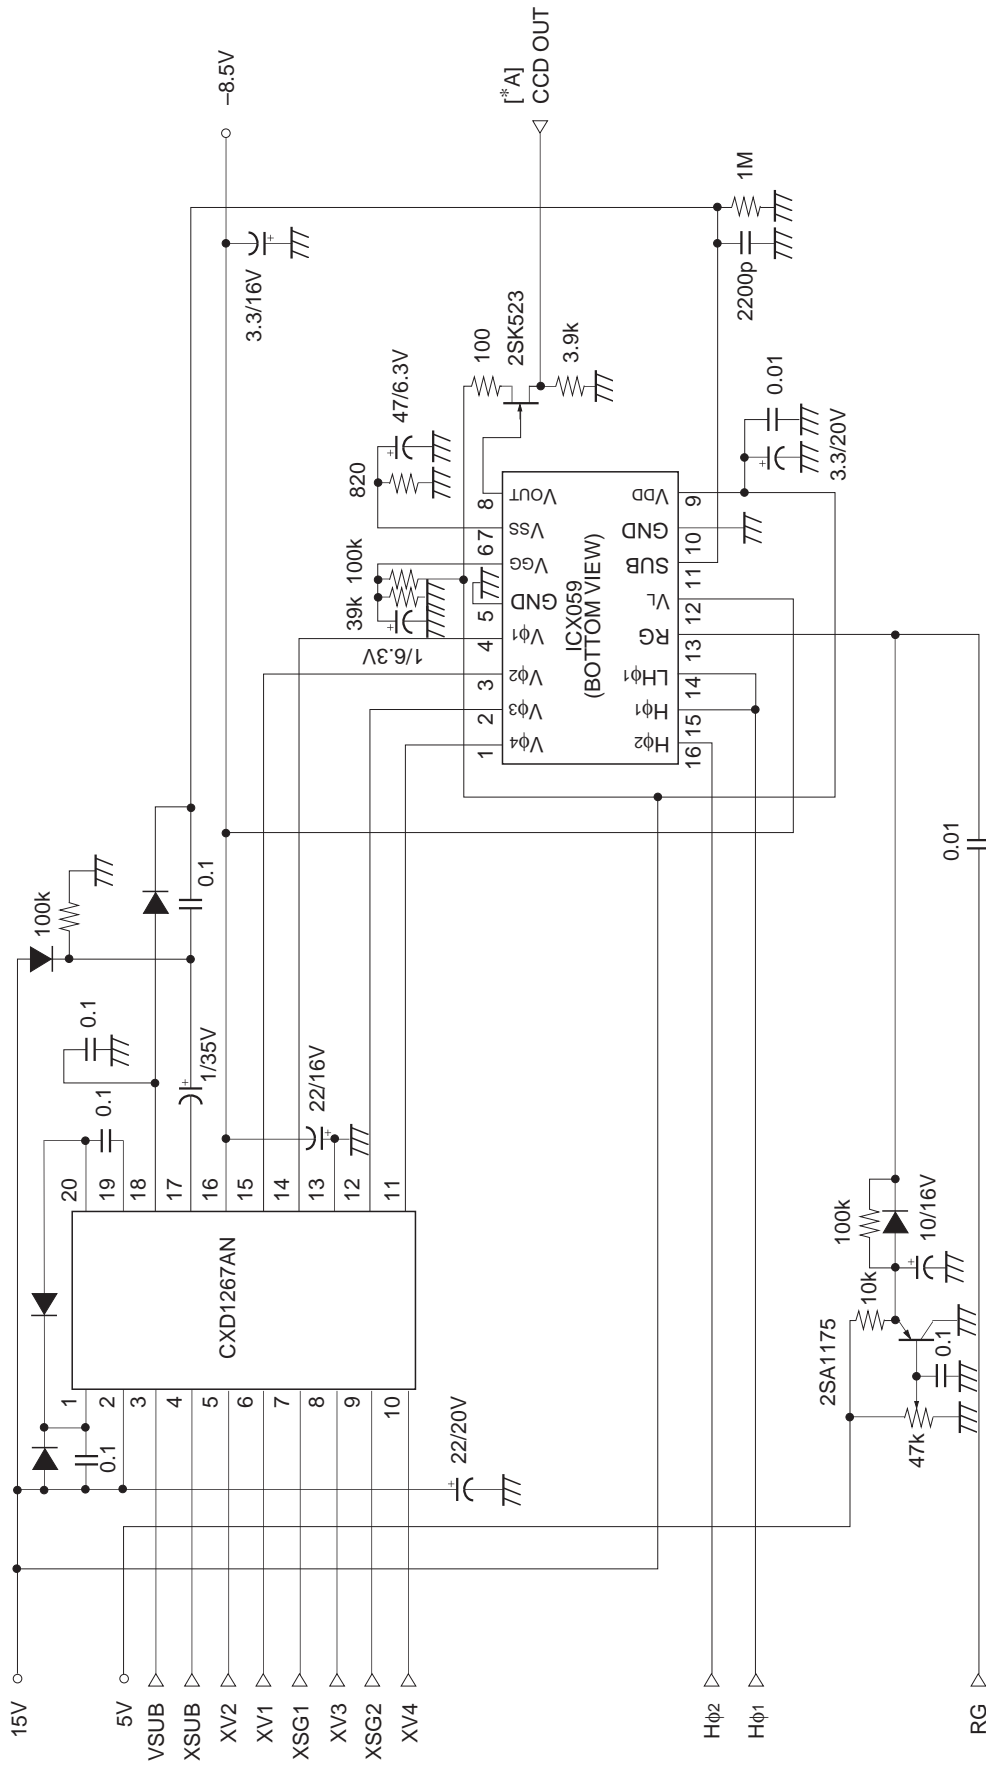 15V
5V
VSUB
XSUB
XV2
XV1
XSG1
XV3
XSG2
XV4
Hϕ2
Hϕ1
RG
22/20V
0.1
1
2
3
4
5
6
7
8
9
10
CXD1267AN
20
19
18
17
16
15
14
13
12
11
0.1
0.1
1/35V
22/16V
100k
0.1
–8.5V
3.3/16V
[*A]
CCD OUT
47k
0.1
2SA1175
10k
100k
10/16V
0.01
1
2
3
4
5
6
7
8
Vϕ4
Vϕ3
Vϕ2
Vϕ1
GND
VGG
VSS
VOUT
ICX059
(BOTTOM VIEW)
Hϕ2
Hϕ1
LHϕ1
RG
VL
SUB
GND
VDD
16
15
14
13
12
11
10
9
1/6.3V
39k
100k
820
47/6.3V
100
2SK523
3.9k
3.3/20V
0.01
2200p
1M